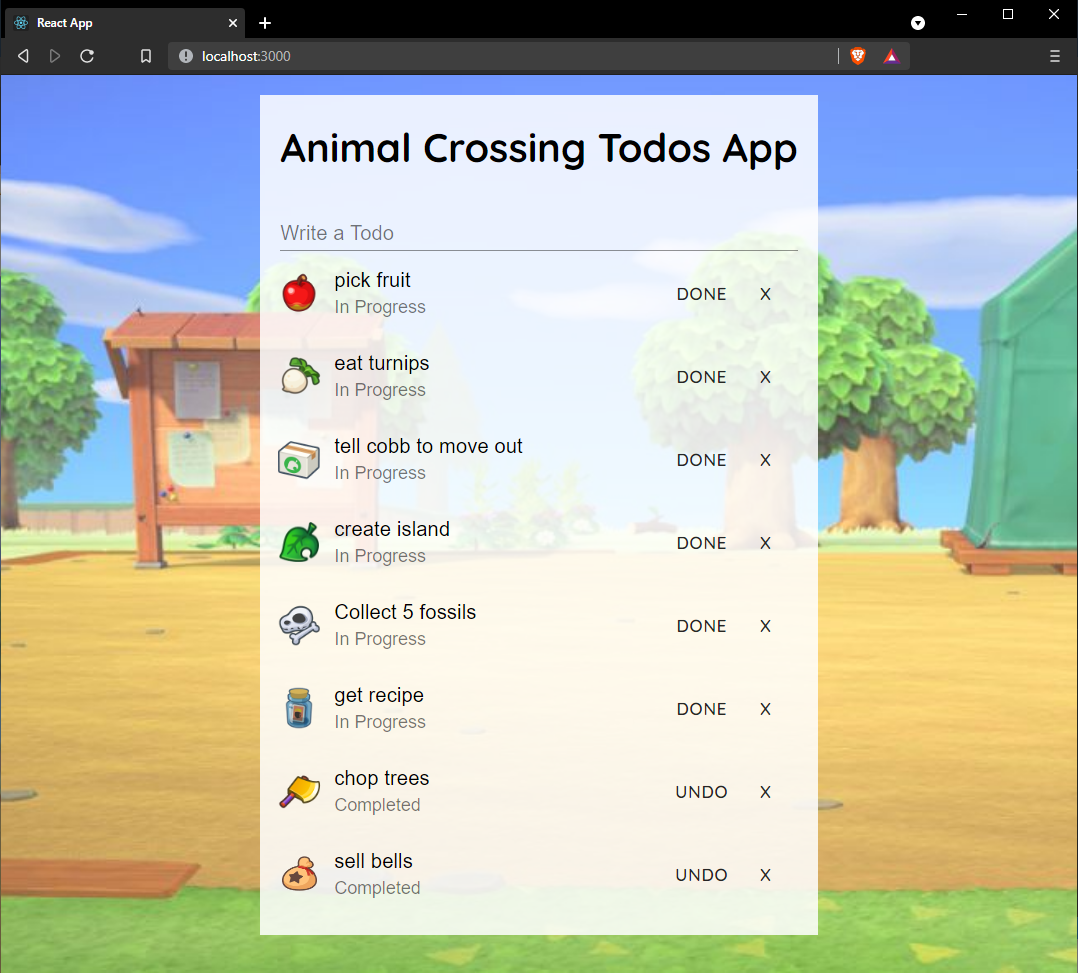 React App
localhost:3000
Animal Crossing Todos App
Write a Todo
pick fruit
In Progress
DONE X
eat turnips
In Progress
DONE X
tell cobb to move out
In Progress
DONE X
create island
In Progress
DONE X
Collect 5 fossils
In Progress
DONE X
get recipe
In Progress
DONE X
chop trees
Completed
UNDO X
sell bells
Completed
UNDO X